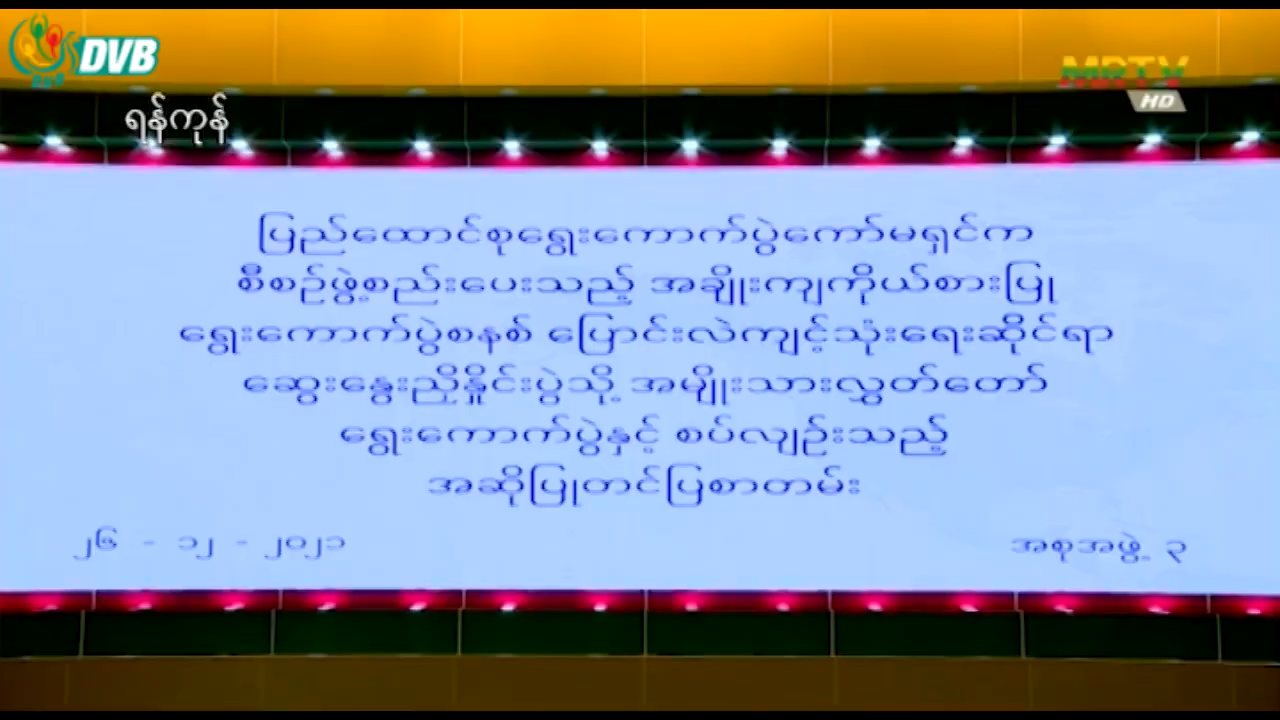 DVB
MRTV
HD
ရန်ကုန်
ပြည်ထောင်စုရွေးကောက်ပွဲကော်မရှင်က
စီစဉ်ဖွဲ့စည်းပေးသည့် အချိုးကျကိုယ်စားပြု
ရွေးကောက်ပွဲစနစ် ပြောင်းလဲကျင့်သုံးရေးဆိုင်ရာ
ဆွေးနွေးညှိနှိုင်းပွဲသို့ အမျိုးသားလွှတ်တော်
ရွေးကောက်ပွဲနှင့် စပ်လျဉ်းသည့်
အဆိုပြုတင်ပြစာတမ်း
၂၆ - ၁၂ - ၂၀၂၁
အစုအဖွဲ့ ၃